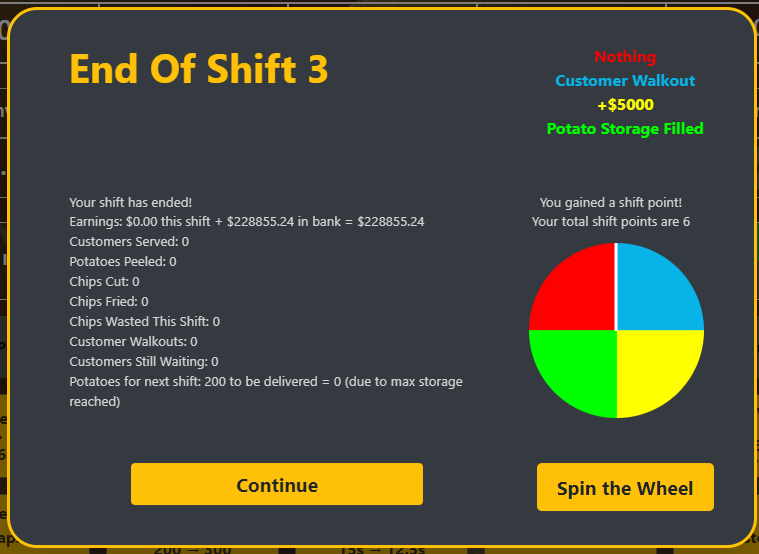 End Of Shift 3
Nothing
Customer Walkout
+$5000
Potato Storage Filled
Your shift has ended!
Earnings: $0.00 this shift + $228855.24 in bank = $228855.24
Customers Served: 0
Potatoes Peeled: 0
Chips Cut: 0
Chips Fried: 0
Chips Wasted This Shift: 0
Customer Walkouts: 0
Customers Still Waiting: 0
Potatoes for next shift: 200 to be delivered = 0 (due to max storage
reached)
You gained a shift point!
Your total shift points are 6
Continue
Spin the Wheel
200 → 300
15s → 12.5s